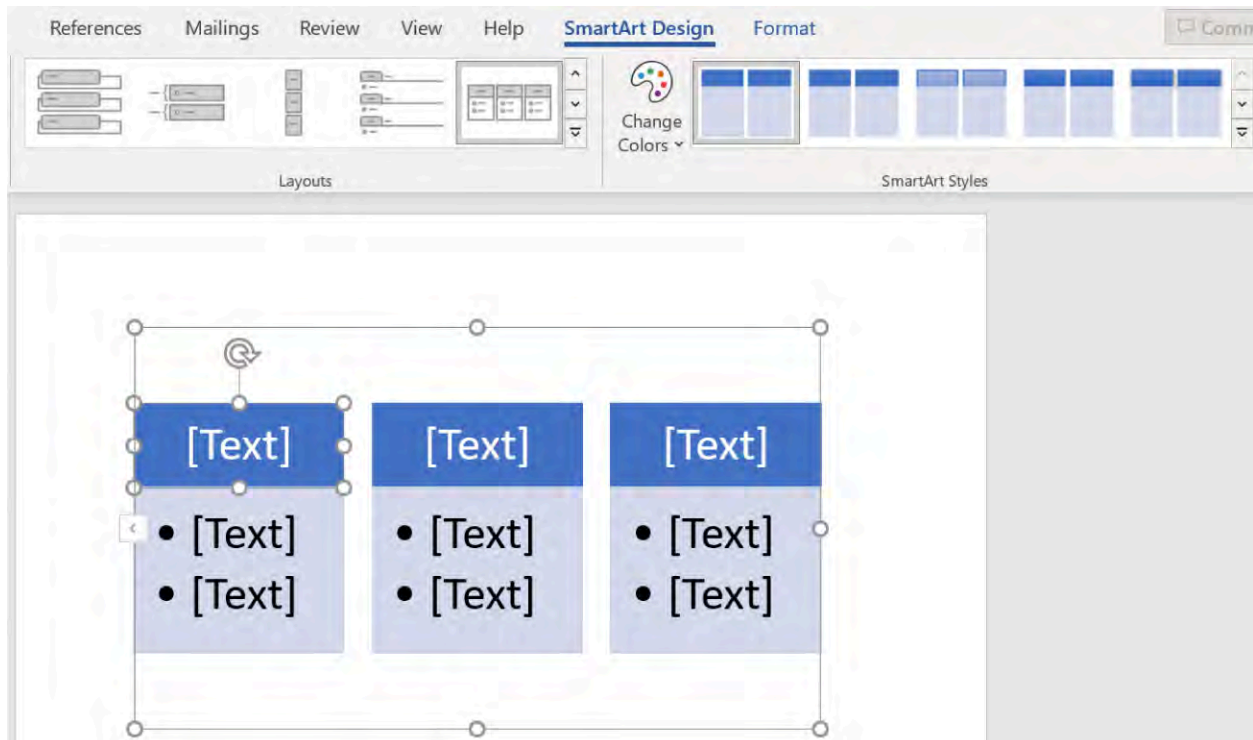 References Mailings Review View Help SmartArt Design Format
Change
Colors
Layouts
SmartArt Styles
[Text] [Text] [Text]
• [Text] • [Text] • [Text]
• [Text] • [Text] • [Text]